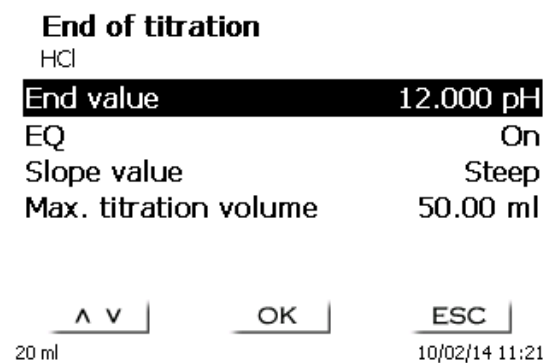 End of titration
HCl
End value 12.000 pH
EQ On
Slope value Steep
Max. titration volume 50.00 ml
∧ ∨ OK ESC
20 ml 10/02/14 11:21